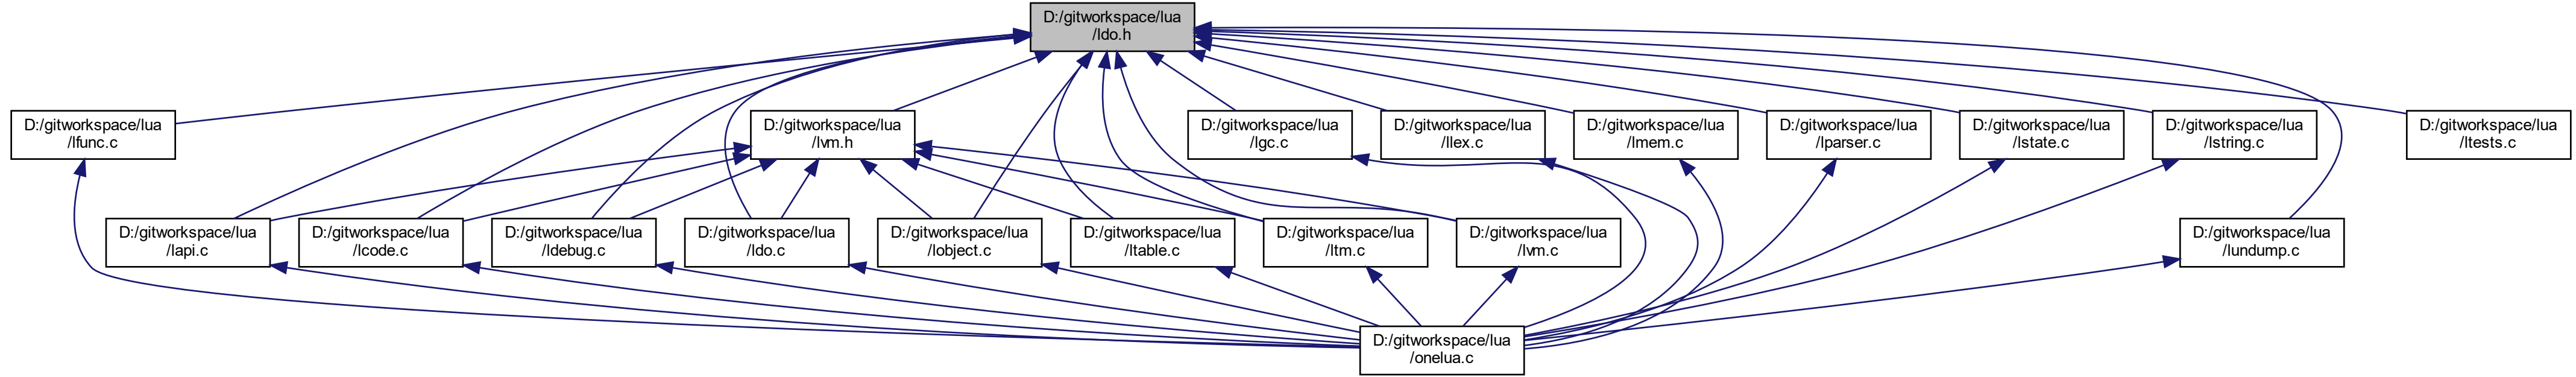 D:/gitworkspace/lua
/ldo.h
D:/gitworkspace/lua
/lfunc.c
D:/gitworkspace/lua
/lvm.h
D:/gitworkspace/lua
/lgc.c
D:/gitworkspace/lua
/llex.c
D:/gitworkspace/lua
/lmem.c
D:/gitworkspace/lua
/lparser.c
D:/gitworkspace/lua
/lstate.c
D:/gitworkspace/lua
/lstring.c
D:/gitworkspace/lua
/ltests.c
D:/gitworkspace/lua
/lapi.c
D:/gitworkspace/lua
/lcode.c
D:/gitworkspace/lua
/ldebug.c
D:/gitworkspace/lua
/ldo.c
D:/gitworkspace/lua
/lobject.c
D:/gitworkspace/lua
/ltable.c
D:/gitworkspace/lua
/ltm.c
D:/gitworkspace/lua
/lvm.c
D:/gitworkspace/lua
/lundump.c
D:/gitworkspace/lua
/onelua.c